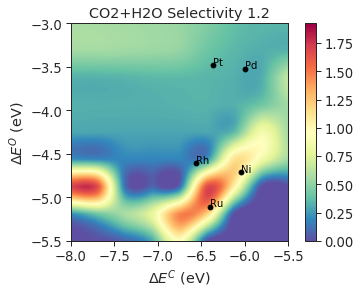 CO2+H2O Selectivity 1.2
−3.0
−3.5
−4.0
−4.5
−5.0
−5.5
ΔE^O (eV)
−8.0 −7.5 −7.0 −6.5 −6.0 −5.5
ΔE^C (eV)
Pt
Pd
Rh
Ni
Ru
1.75
1.50
1.25
1.00
0.75
0.50
0.25
0.00